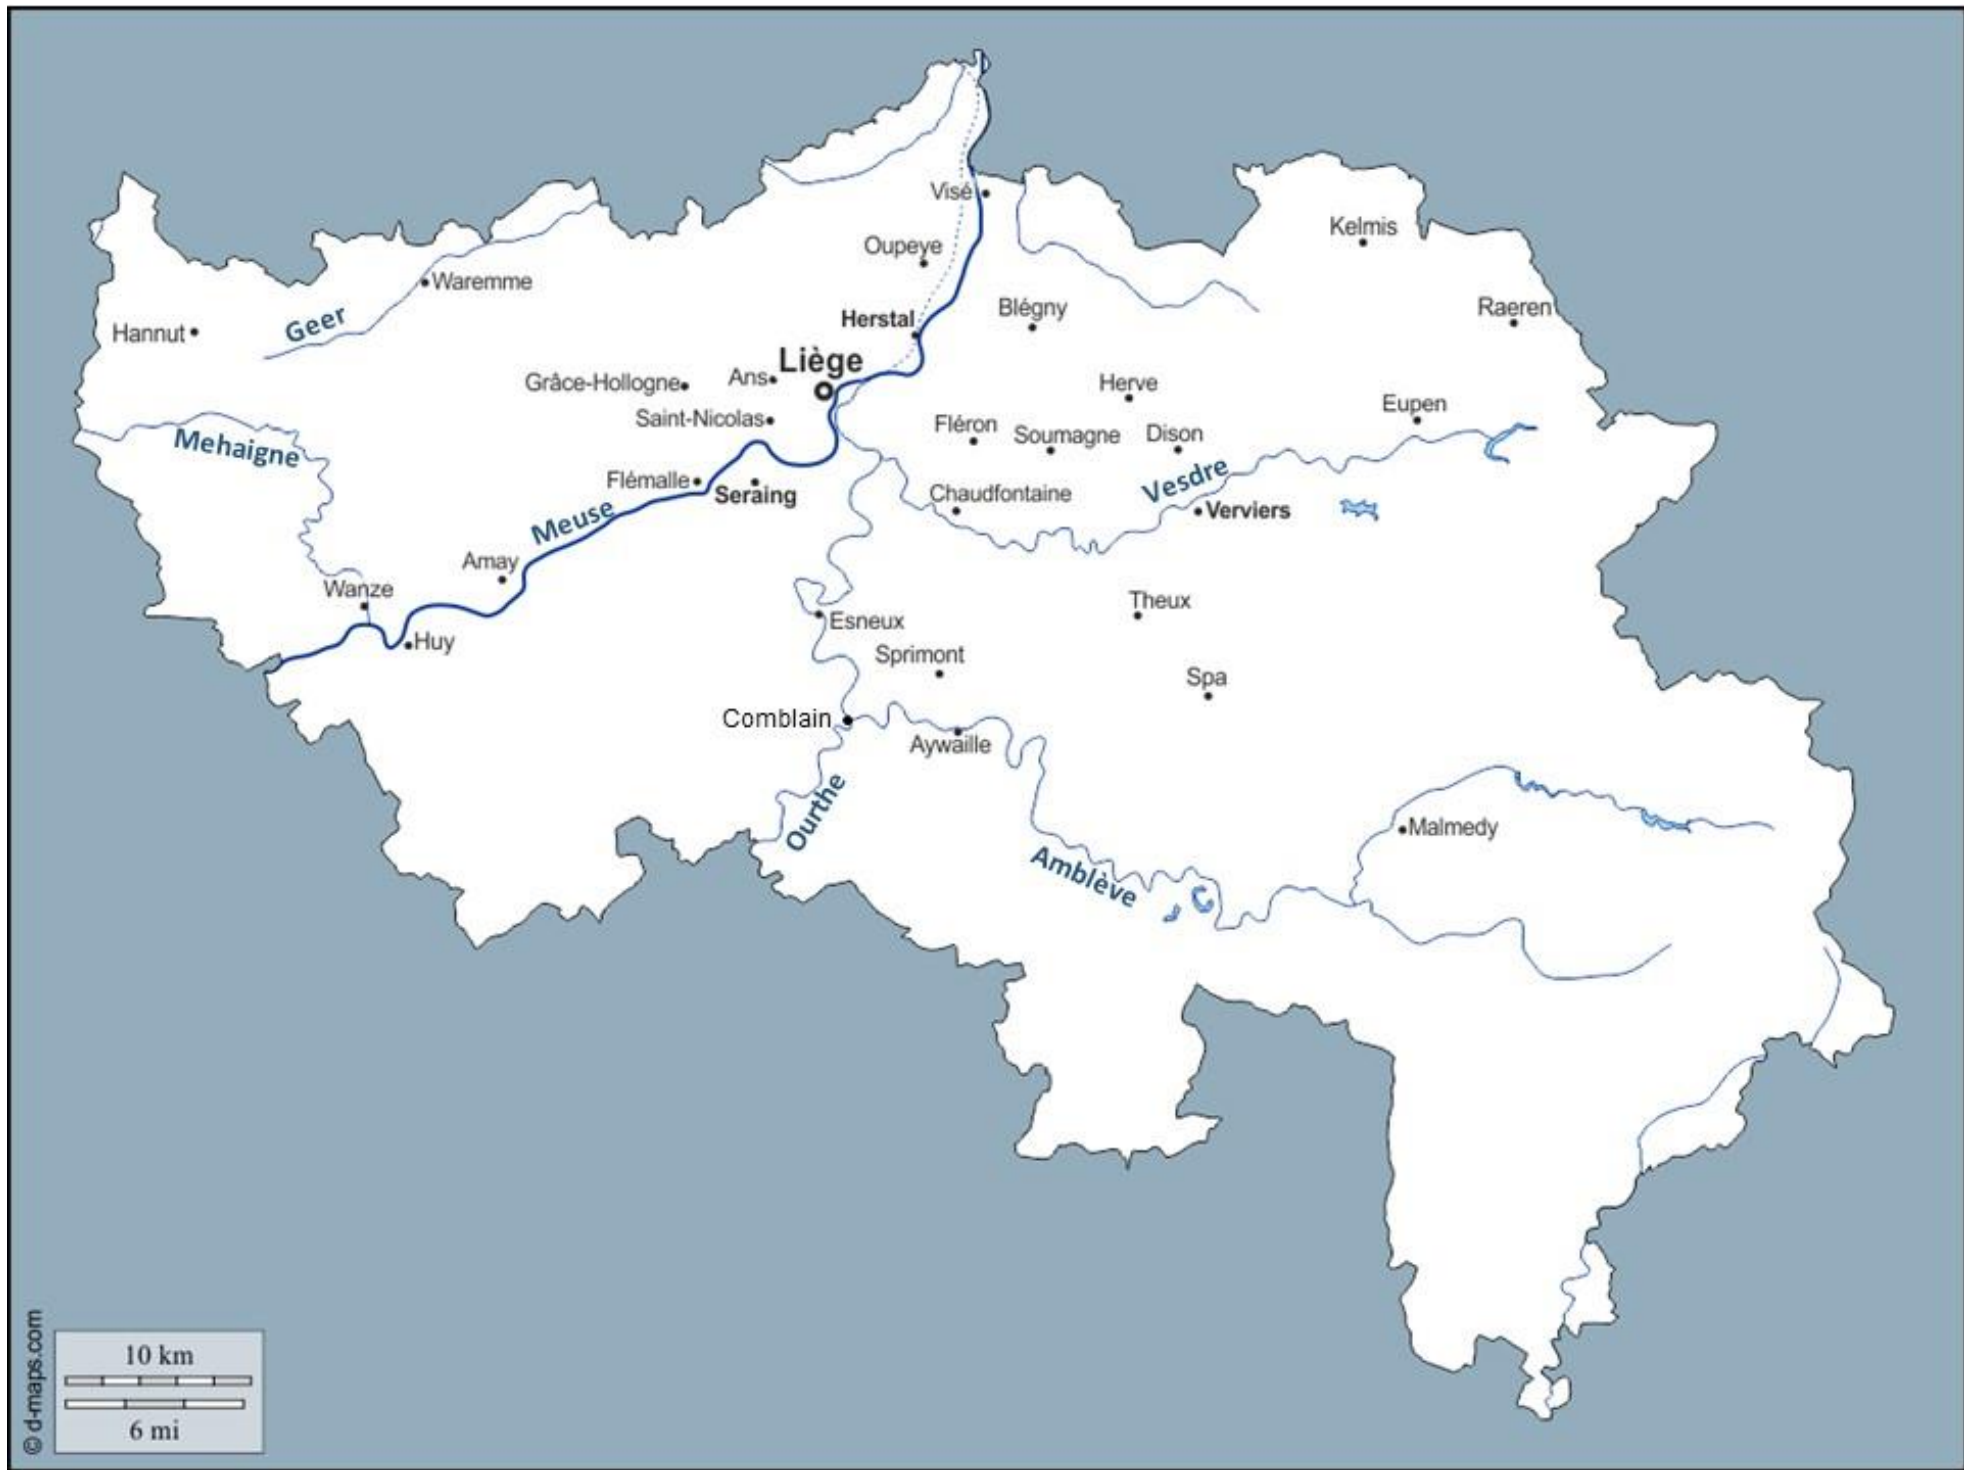 Visé
Kelmis
Oupeye
Waremme
Blégny
Raeren
Geer
Herstal
Hannut
Liège
Ans
Grâce-Hollogne
Herve
Eupen
Saint-Nicolas
Fléron
Soumagne
Dison
Mehaigne
Vesdre
Flémalle
Seraing
Chaudfontaine
Verviers
Meuse
Amay
Wanze
Theux
Esneux
Huy
Sprimont
Spa
Comblain
Aywaille
Ourthe
Malmedy
Amblève
10 km
6 mi
© d-maps.com